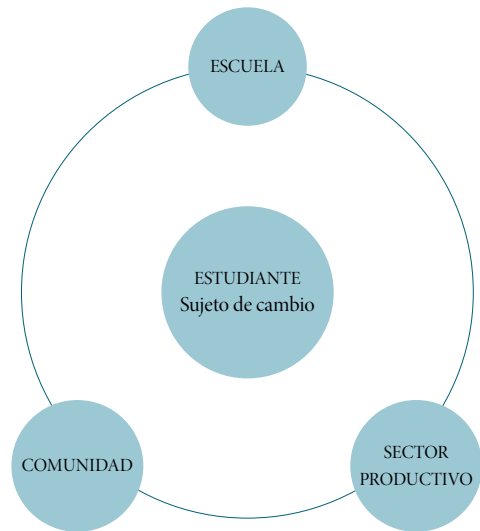 ESCUELA
ESTUDIANTE
Sujeto de cambio
COMUNIDAD
SECTOR
PRODUCTIVO